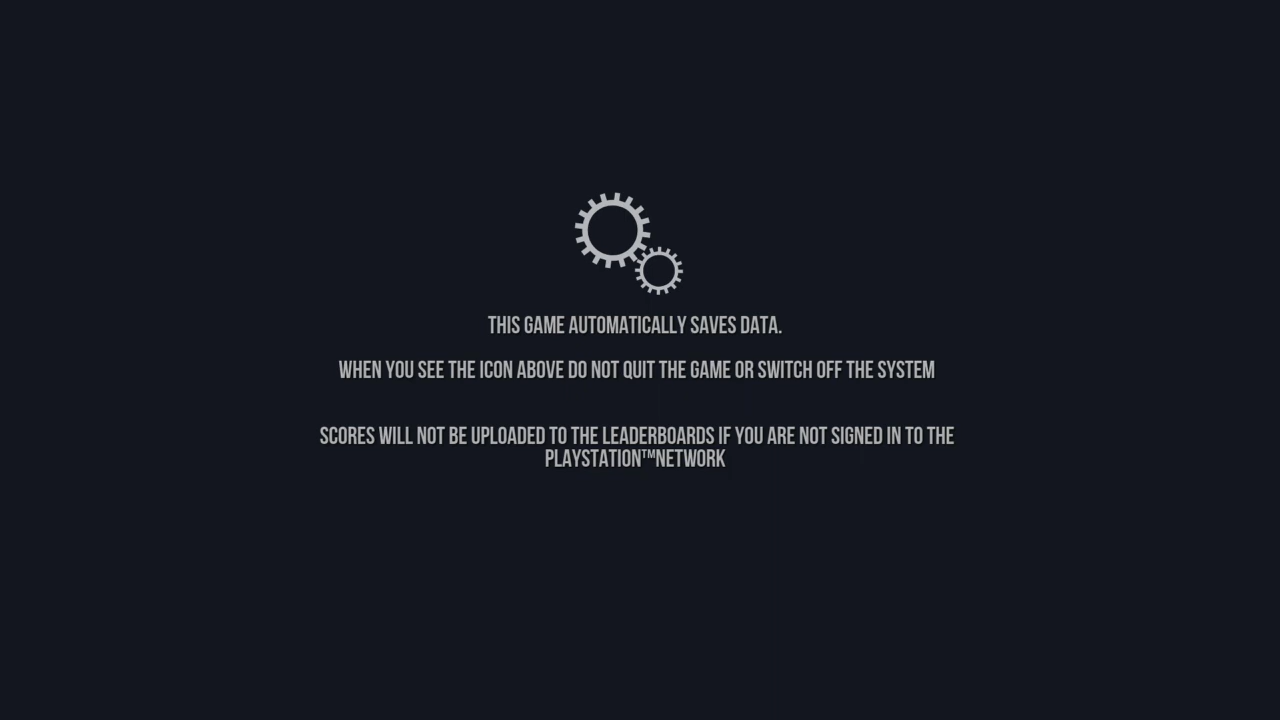 THIS GAME AUTOMATICALLY SAVES DATA.
WHEN YOU SEE THE ICON ABOVE DO NOT QUIT THE GAME OR SWITCH OFF THE SYSTEM
SCORES WILL NOT BE UPLOADED TO THE LEADERBOARDS IF YOU ARE NOT SIGNED IN TO THE
PLAYSTATION™NETWORK